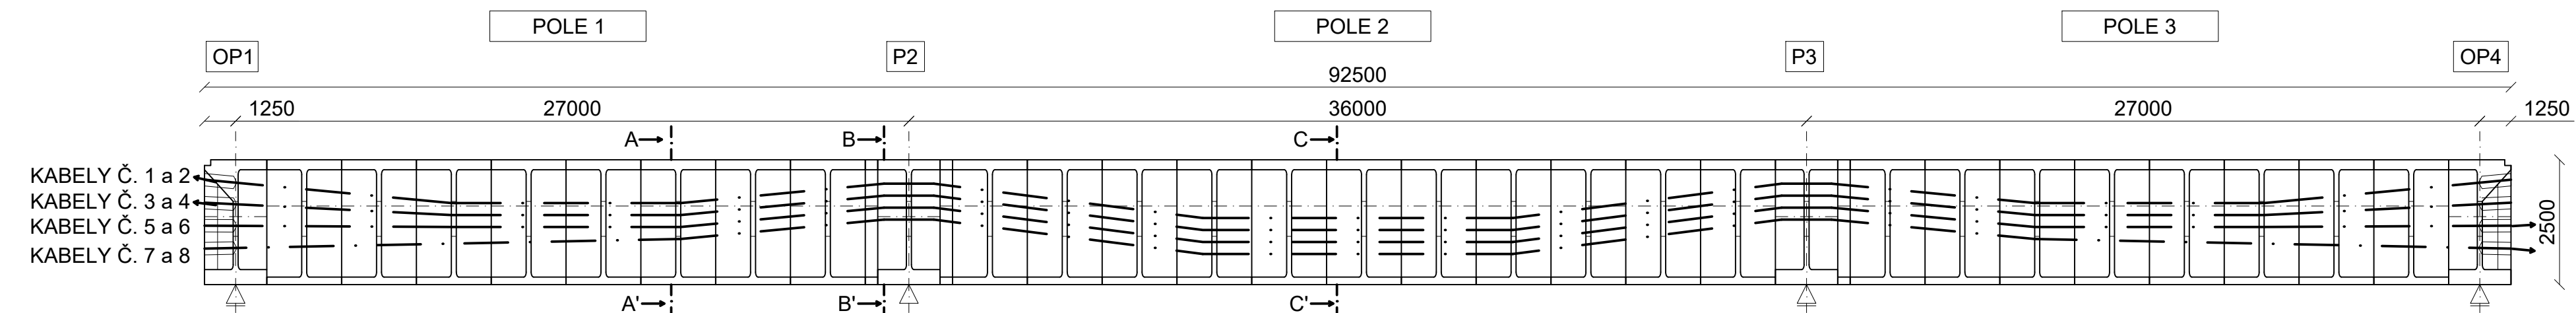 POLE 1
POLE 2
POLE 3
OP1
P2
P3
OP4
92500
1250
27000
36000
27000
1250
A
B
C
KABELY Č. 1 a 2
KABELY Č. 3 a 4
KABELY Č. 5 a 6
KABELY Č. 7 a 8
2500
A'
B'
C'